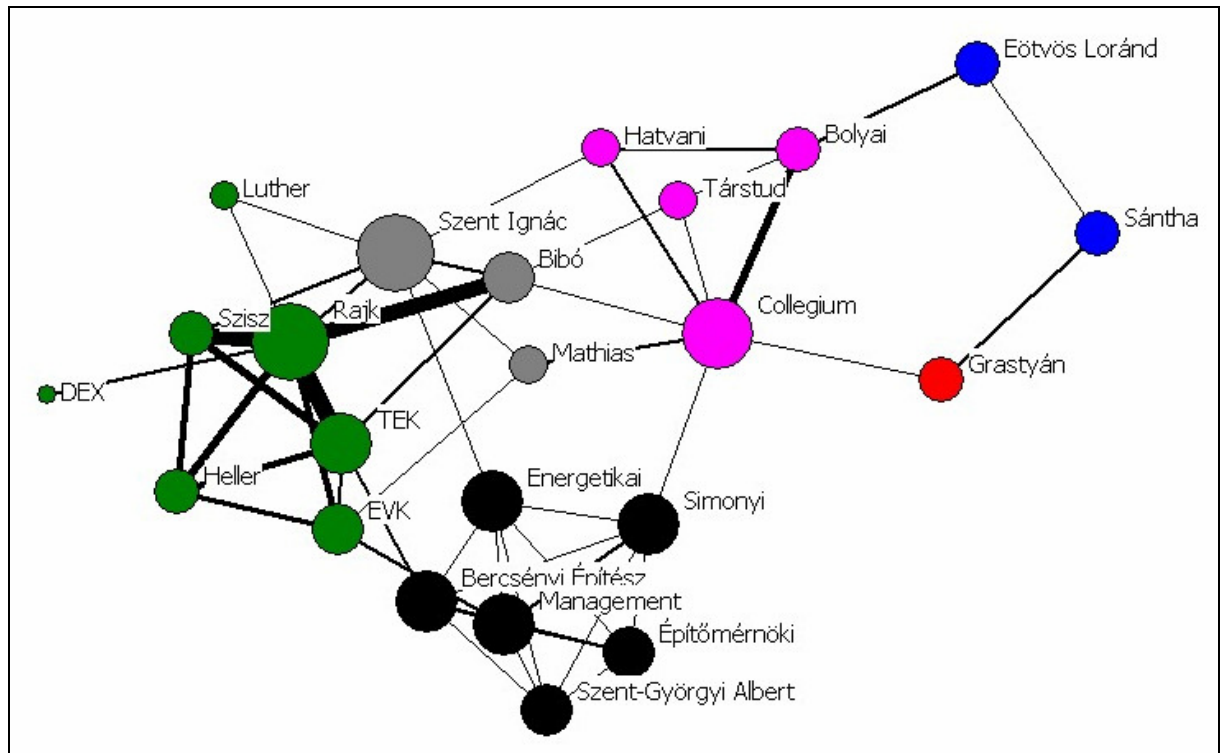 Eötvös Loránd
Hatvani
Bolyai
Luther
Társtud
Szent Ignác
Sántha
Bibó
Collegium
Szisz
Rajk
Mathias
Grastyán
DEX
TEK
Heller
Energetikai
Simonyi
EVK
Bercsényi Építész
Management
Építőmérnöki
Szent-Györgyi Albert